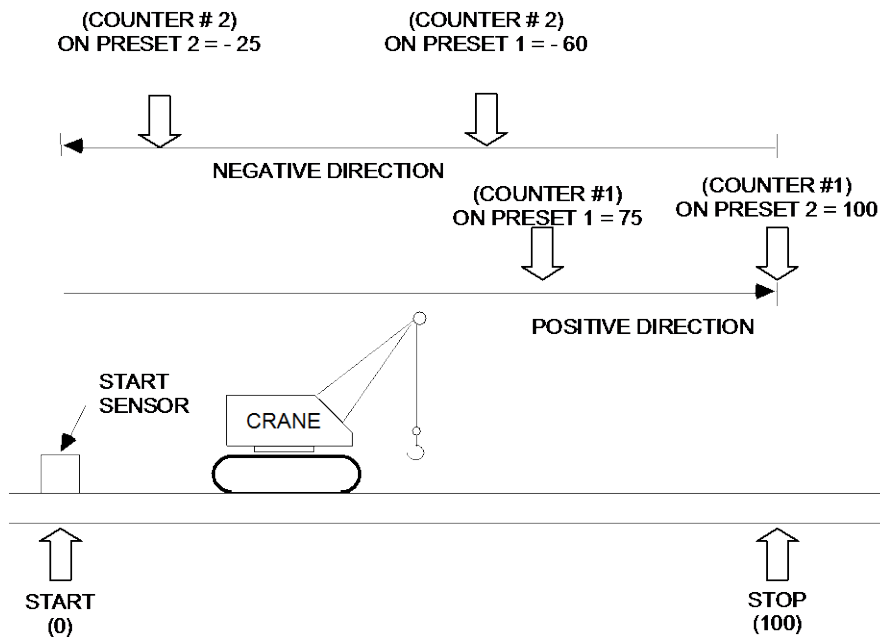 (COUNTER # 2)
ON PRESET 2 = - 25
(COUNTER # 2)
ON PRESET 1 = - 60
NEGATIVE DIRECTION
(COUNTER #1)
ON PRESET 1 = 75
(COUNTER #1)
ON PRESET 2 = 100
POSITIVE DIRECTION
START
SENSOR
CRANE
START
(0)
STOP
(100)